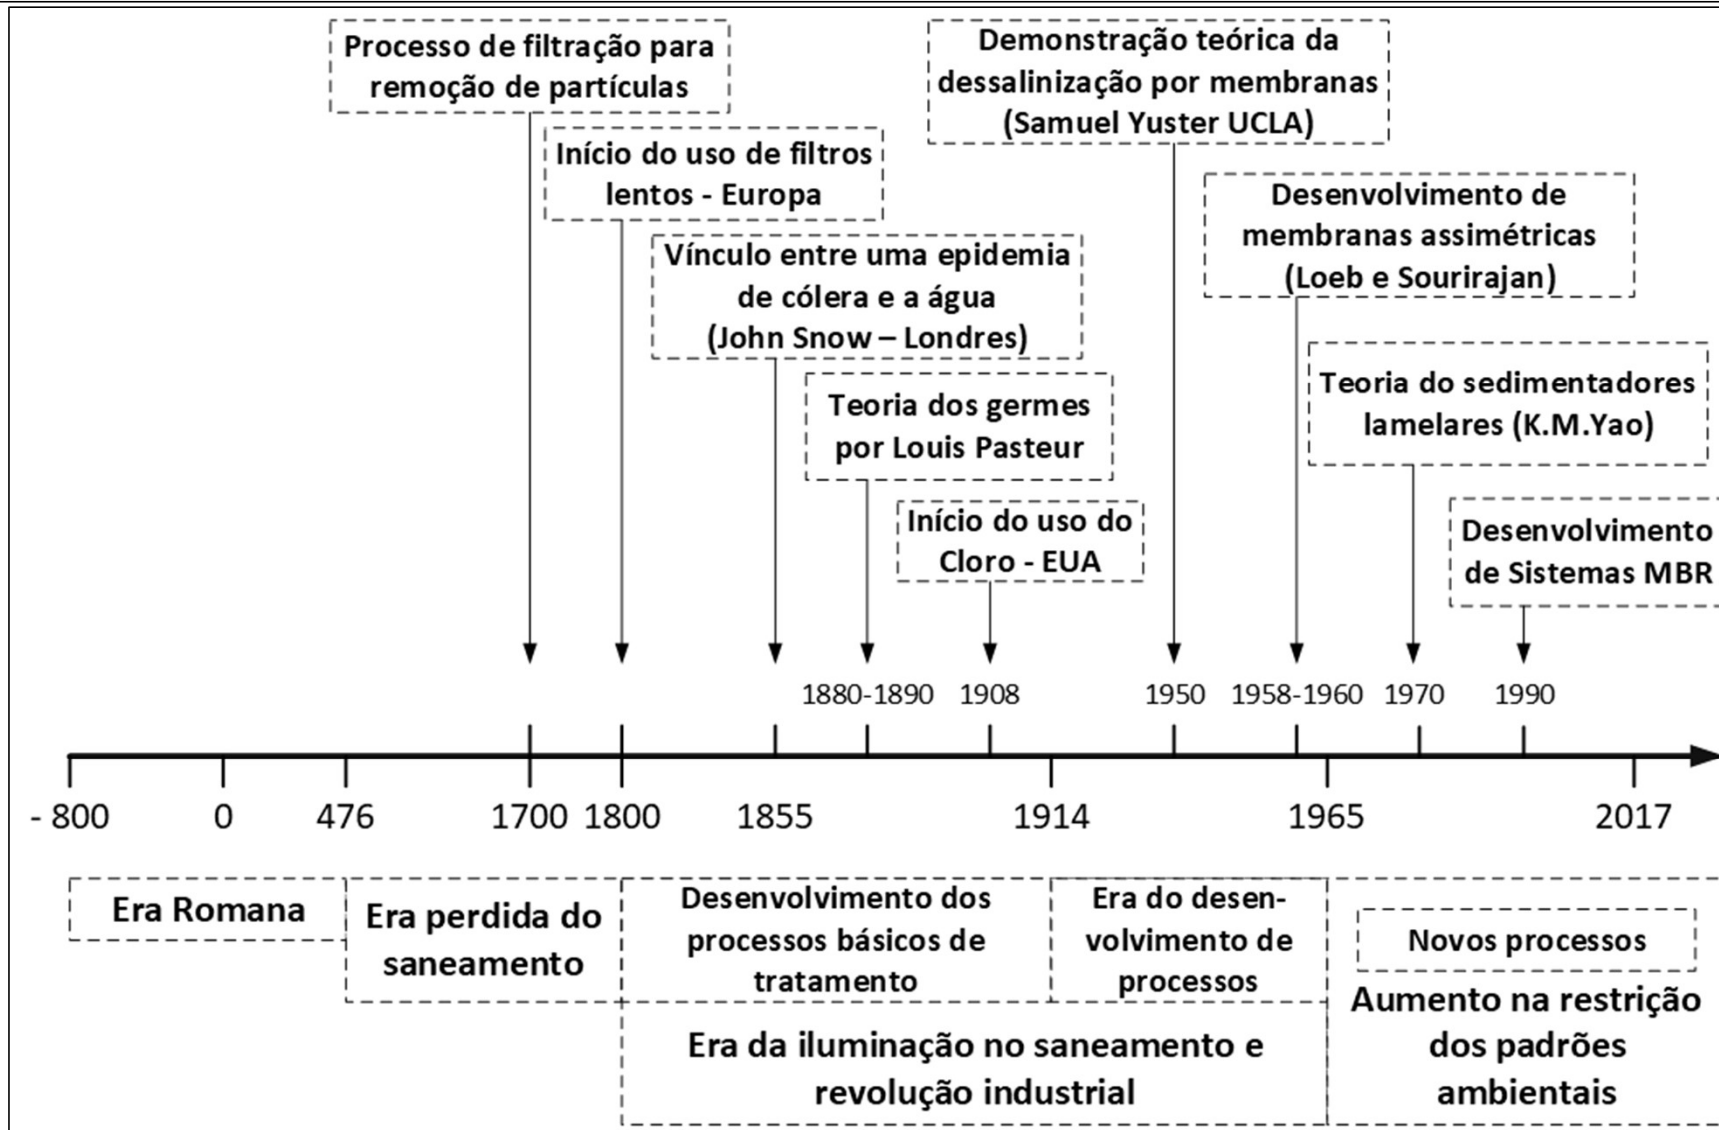 Processo de filtração para
remoção de partículas
Demonstração teórica da
dessalinização por membranas
(Samuel Yuster UCLA)
Início do uso de filtros
lentos - Europa
Desenvolvimento de
membranas assimétricas
(Loeb e Sourirajan)
Vínculo entre uma epidemia
de cólera e a água
(John Snow – Londres)
Teoria do sedimentadores
lamelares (K.M.Yao)
Teoria dos germes
por Louis Pasteur
Início do uso do
Cloro - EUA
Desenvolvimento
de Sistemas MBR
1880-1890 1908 1950 1958-1960 1970 1990
- 800 0 476 1700 1800 1855 1914 1965 2017
Era Romana
Era perdida do
saneamento
Desenvolvimento dos
processos básicos de
tratamento
Era do desen-
volvimento de
processos
Novos processos
Aumento na restrição
dos padrões
ambientais
Era da iluminação no saneamento e
revolução industrial